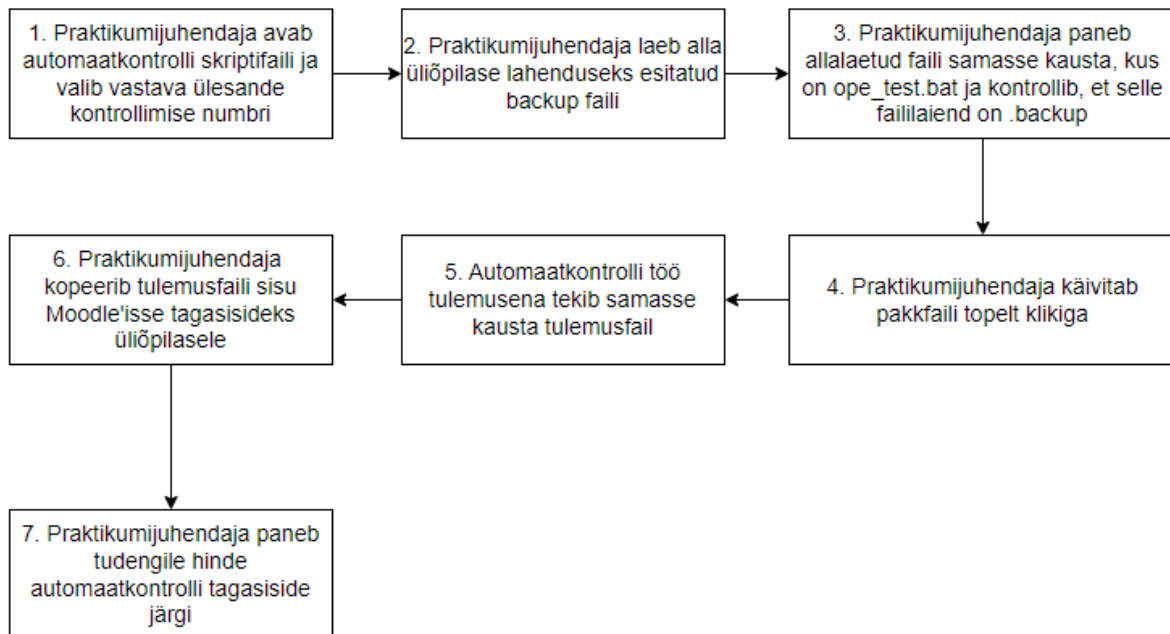 1. Praktikumijuhendaja avab
automaatkontrolli skriptifaili ja
valib vastava ülesande
kontrollimise numbri
2. Praktikumijuhendaja laeb alla
üliõpilase lahenduseks esitatud
backup faili
3. Praktikumijuhendaja paneb
allalaetud faili samasse kausta, kus
on ope_test.bat ja kontrollib, et selle
faililaiend on .backup
4. Praktikumijuhendaja käivitab
pakkfaili topelt klikiga
5. Automaatkontrolli töö
tulemusena tekib samasse
kausta tulemusfail
6. Praktikumijuhendaja
kopeerib tulemusfaili sisu
Moodle'isse tagasisideks
üliõpilasele
7. Praktikumijuhendaja paneb
tudengile hinde
automaatkontrolli tagasiside
järgi